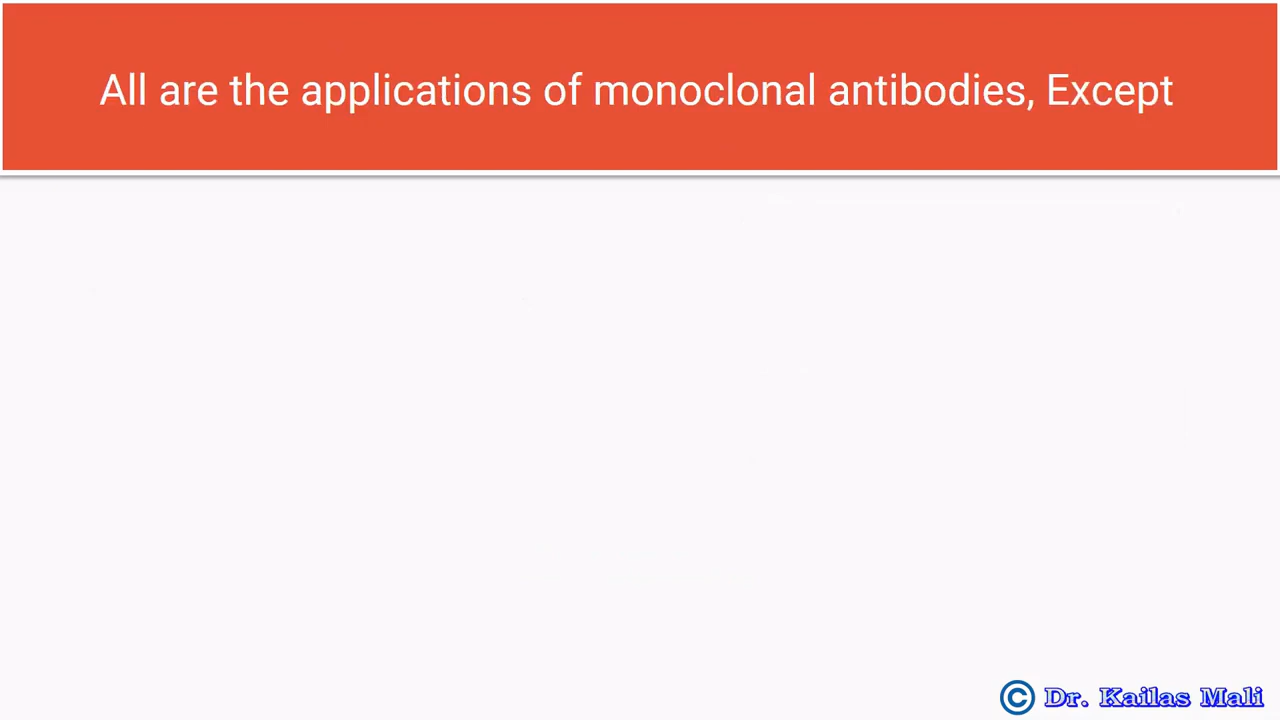 All are the applications of monoclonal antibodies, Except
© Dr. Kailas Mali